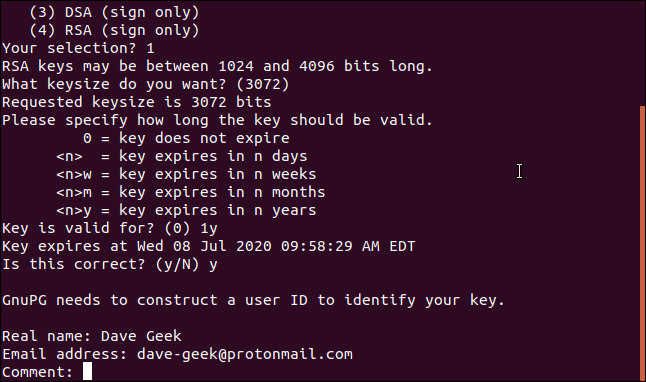 (3) DSA (sign only)
(4) RSA (sign only)
Your selection? 1
RSA keys may be between 1024 and 4096 bits long.
What keysize do you want? (3072)
Requested keysize is 3072 bits
Please specify how long the key should be valid.
0 = key does not expire
<n>  = key expires in n days
<n>w = key expires in n weeks
<n>m = key expires in n months
<n>y = key expires in n years
Key is valid for? (0) 1y
Key expires at Wed 08 Jul 2020 09:58:29 AM EDT
Is this correct? (y/N) y
GnuPG needs to construct a user ID to identify your key.
Real name: Dave Geek
Email address: dave-geek@protonmail.com
Comment: